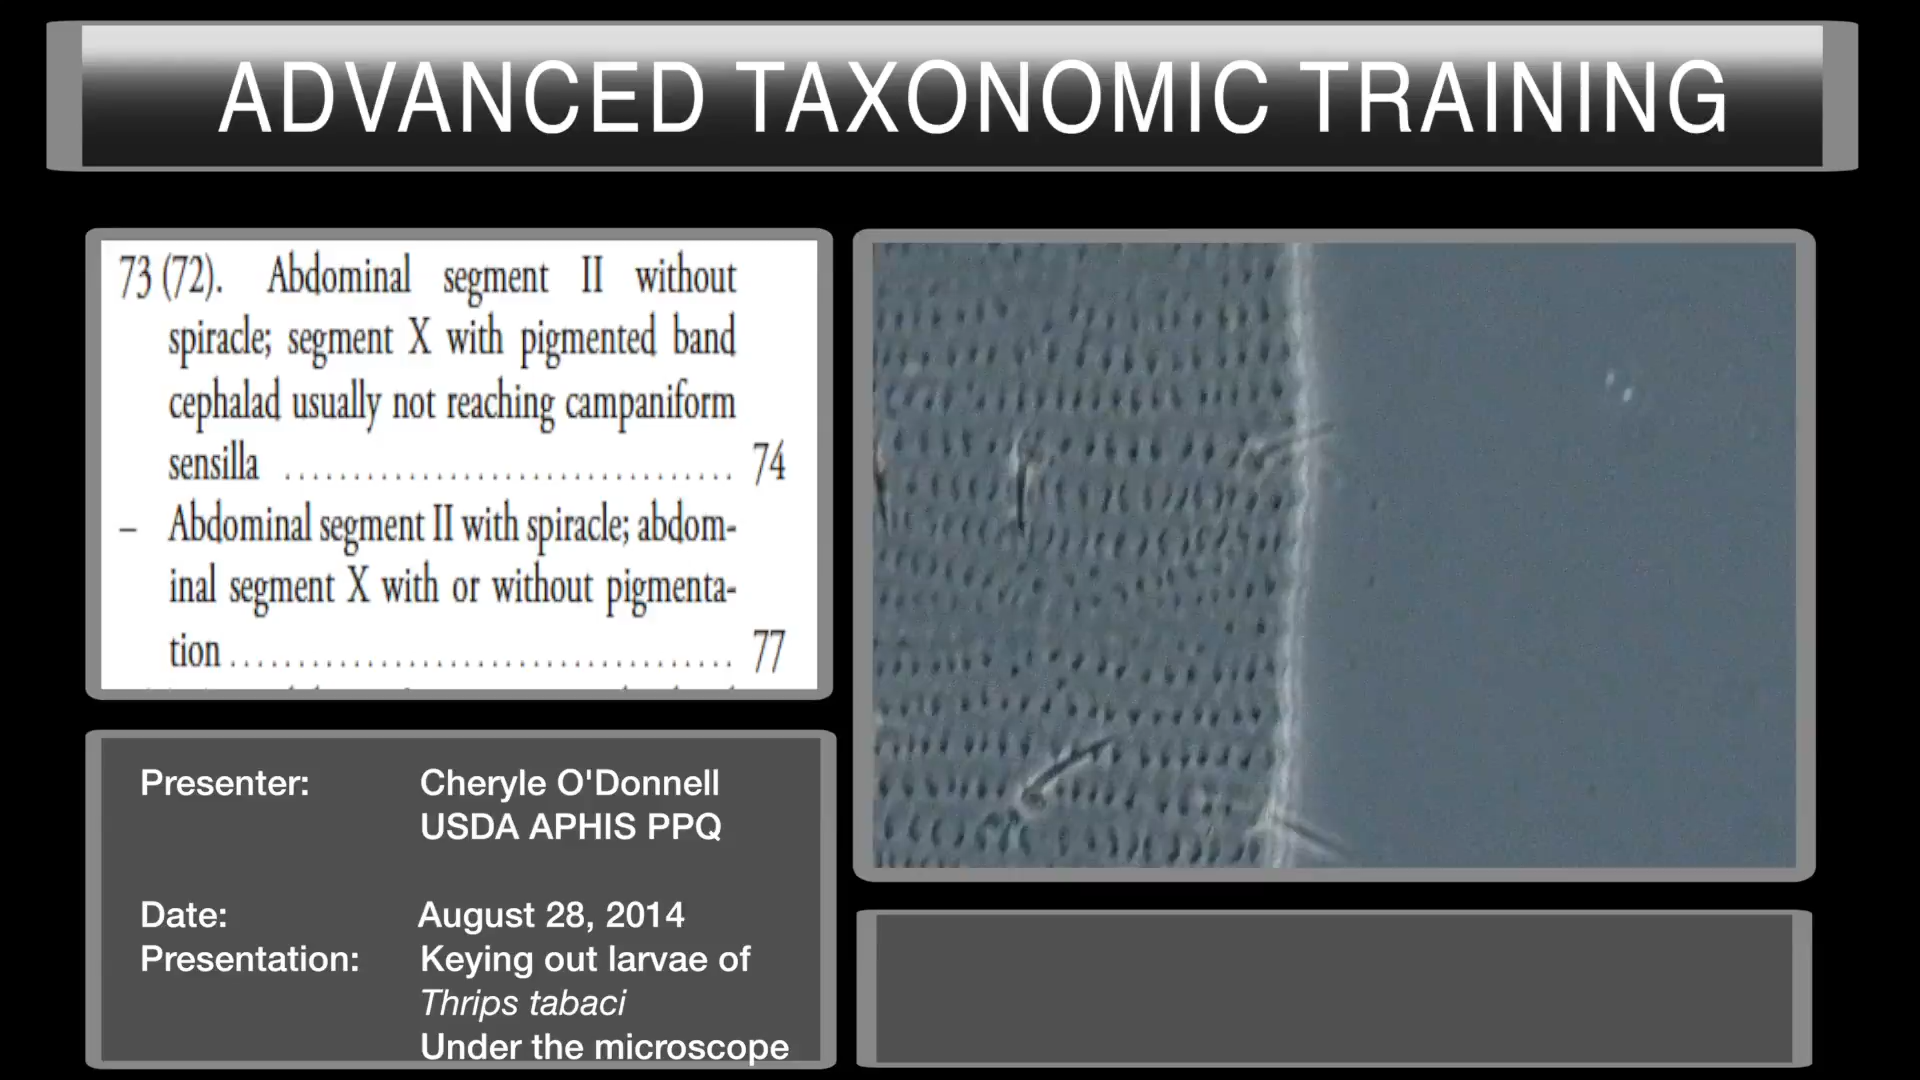 ADVANCED TAXONOMIC TRAINING
73 (72). Abdominal segment II without
spiracle; segment X with pigmented band
cephalad usually not reaching campaniform
sensilla ................................. 74
– Abdominal segment II with spiracle; abdom-
inal segment X with or without pigmenta-
tion ..................................... 77
Presenter: Cheryle O'Donnell
USDA APHIS PPQ
Date: August 28, 2014
Presentation: Keying out larvae of
Thrips tabaci
Under the microscope